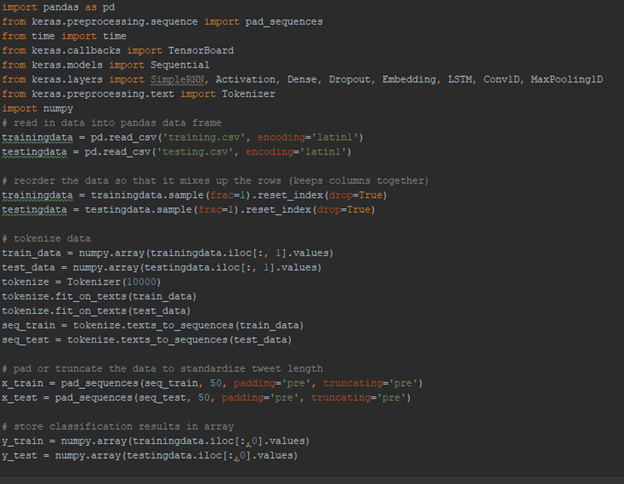 import pandas as pd
from keras.preprocessing.sequence import pad_sequences
from time import time
from keras.callbacks import TensorBoard
from keras.models import Sequential
from keras.layers import SimpleRNN, Activation, Dense, Dropout, Embedding, LSTM, Conv1D, MaxPooling1D
from keras.preprocessing.text import Tokenizer
import numpy
# read in data into pandas data frame
trainingdata = pd.read_csv('training.csv', encoding='latin1')
testingdata = pd.read_csv('testing.csv', encoding='latin1')
# reorder the data so that it mixes up the rows (keeps columns together)
trainingdata = trainingdata.sample(frac=1).reset_index(drop=True)
testingdata = testingdata.sample(frac=1).reset_index(drop=True)
# tokenize data
train_data = numpy.array(trainingdata.iloc[:, 1].values)
test_data = numpy.array(testingdata.iloc[:, 1].values)
tokenize = Tokenizer(10000)
tokenize.fit_on_texts(train_data)
tokenize.fit_on_texts(test_data)
seq_train = tokenize.texts_to_sequences(train_data)
seq_test = tokenize.texts_to_sequences(test_data)
# pad or truncate the data to standardize tweet length
x_train = pad_sequences(seq_train, 50, padding='pre', truncating='pre')
x_test = pad_sequences(seq_test, 50, padding='pre', truncating='pre')
# store classification results in array
y_train = numpy.array(trainingdata.iloc[:,0].values)
y_test = numpy.array(testingdata.iloc[:,0].values)